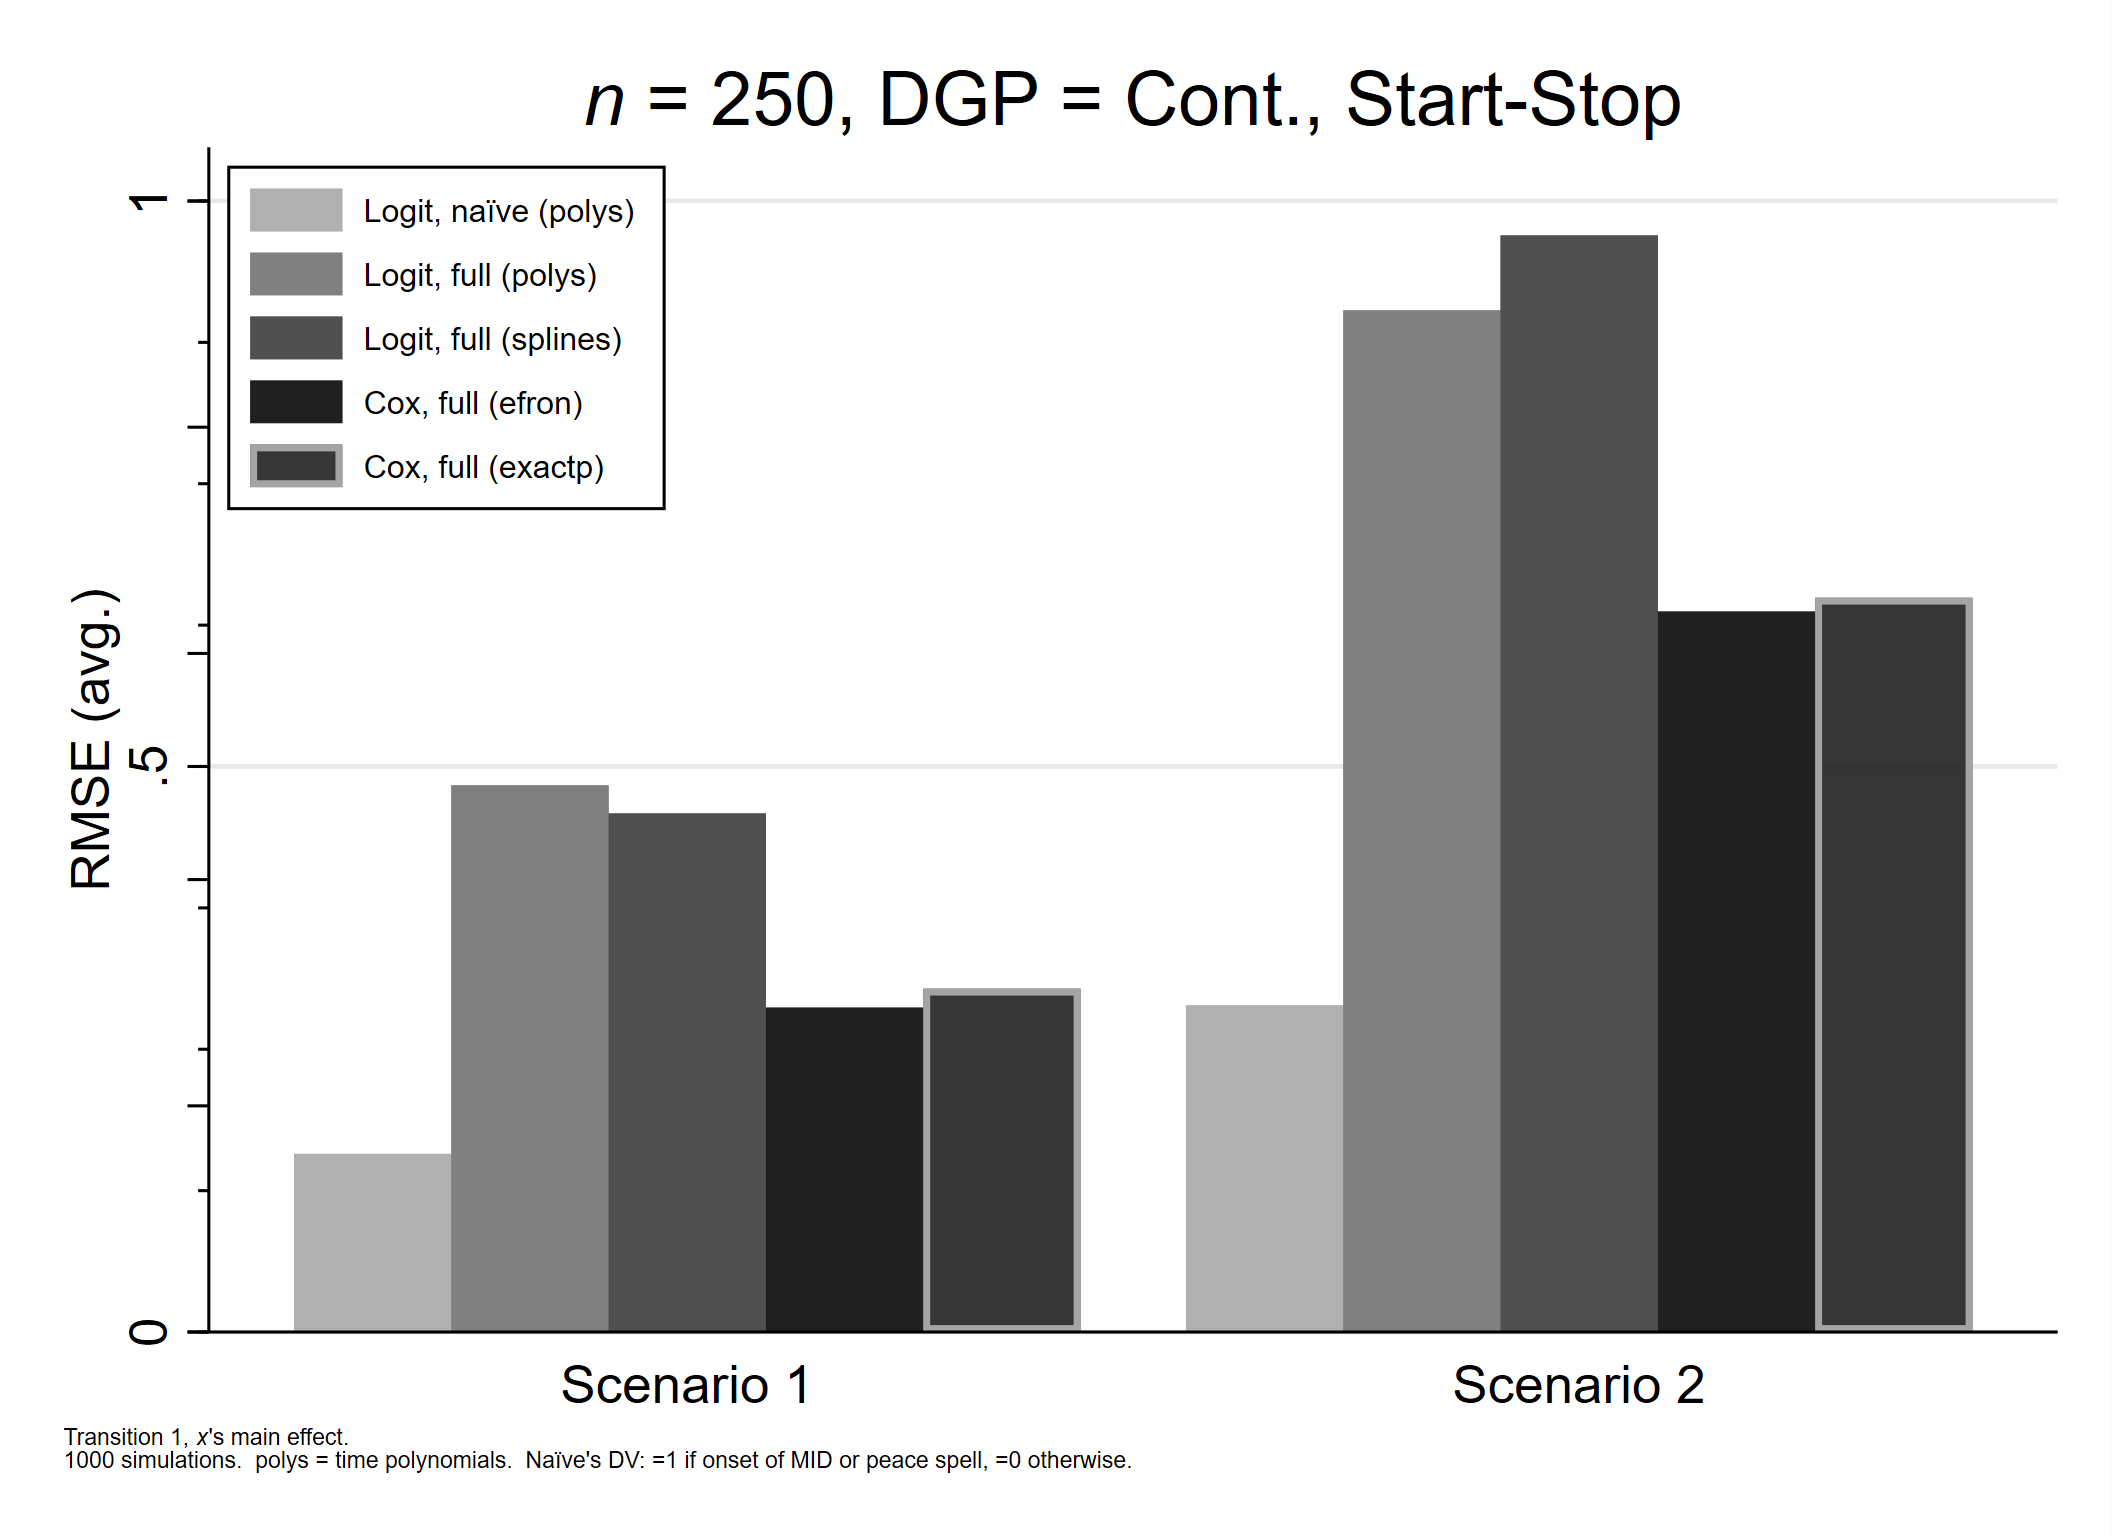 n = 250, DGP = Cont., Start-Stop
Logit, naïve (polys)
Logit, full (polys)
Logit, full (splines)
Cox, full (efron)
Cox, full (exactp)
RMSE (avg.)
1
.5
0
Scenario 1
Scenario 2
Transition 1, x's main effect.
1000 simulations.  polys = time polynomials.  Naïve's DV: =1 if onset of MID or peace spell, =0 otherwise.